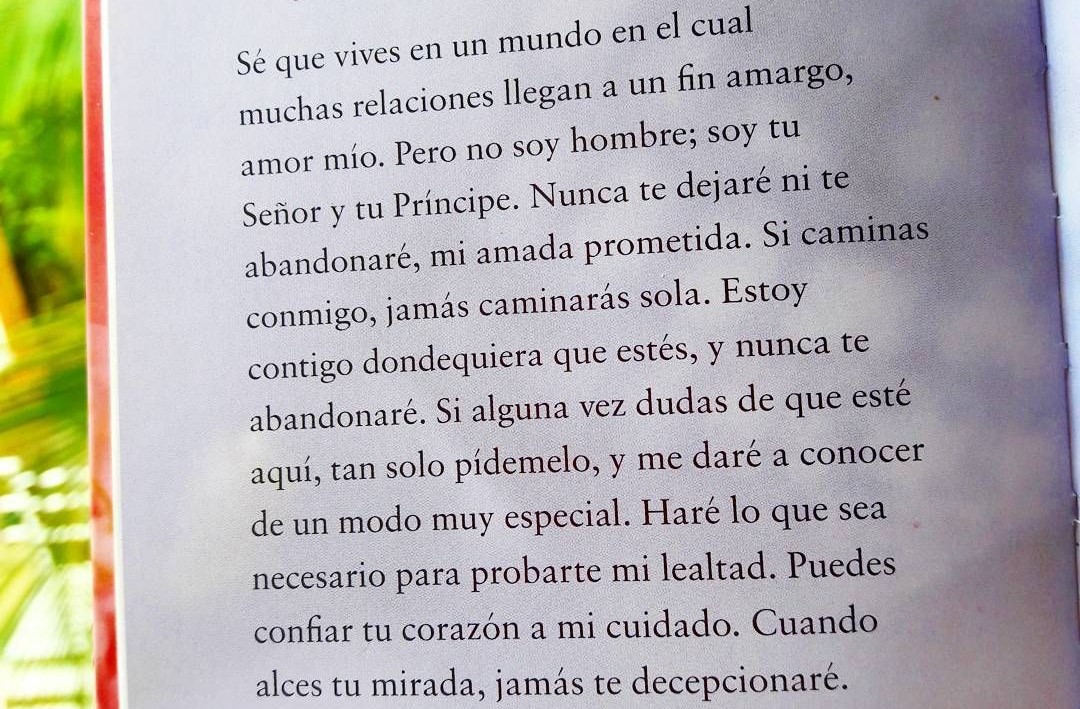 Sé que vives en un mundo en el cual
muchas relaciones llegan a un fin amargo,
amor mío. Pero no soy hombre; soy tu
Señor y tu Príncipe. Nunca te dejaré ni te
abandonaré, mi amada prometida. Si caminas
conmigo, jamás caminarás sola. Estoy
contigo dondequiera que estés, y nunca te
abandonaré. Si alguna vez dudas de que esté
aquí, tan solo pídemelo, y me daré a conocer
de un modo muy especial. Haré lo que sea
necesario para probarte mi lealtad. Puedes
confiar tu corazón a mi cuidado. Cuando
alces tu mirada, jamás te decepcionaré.